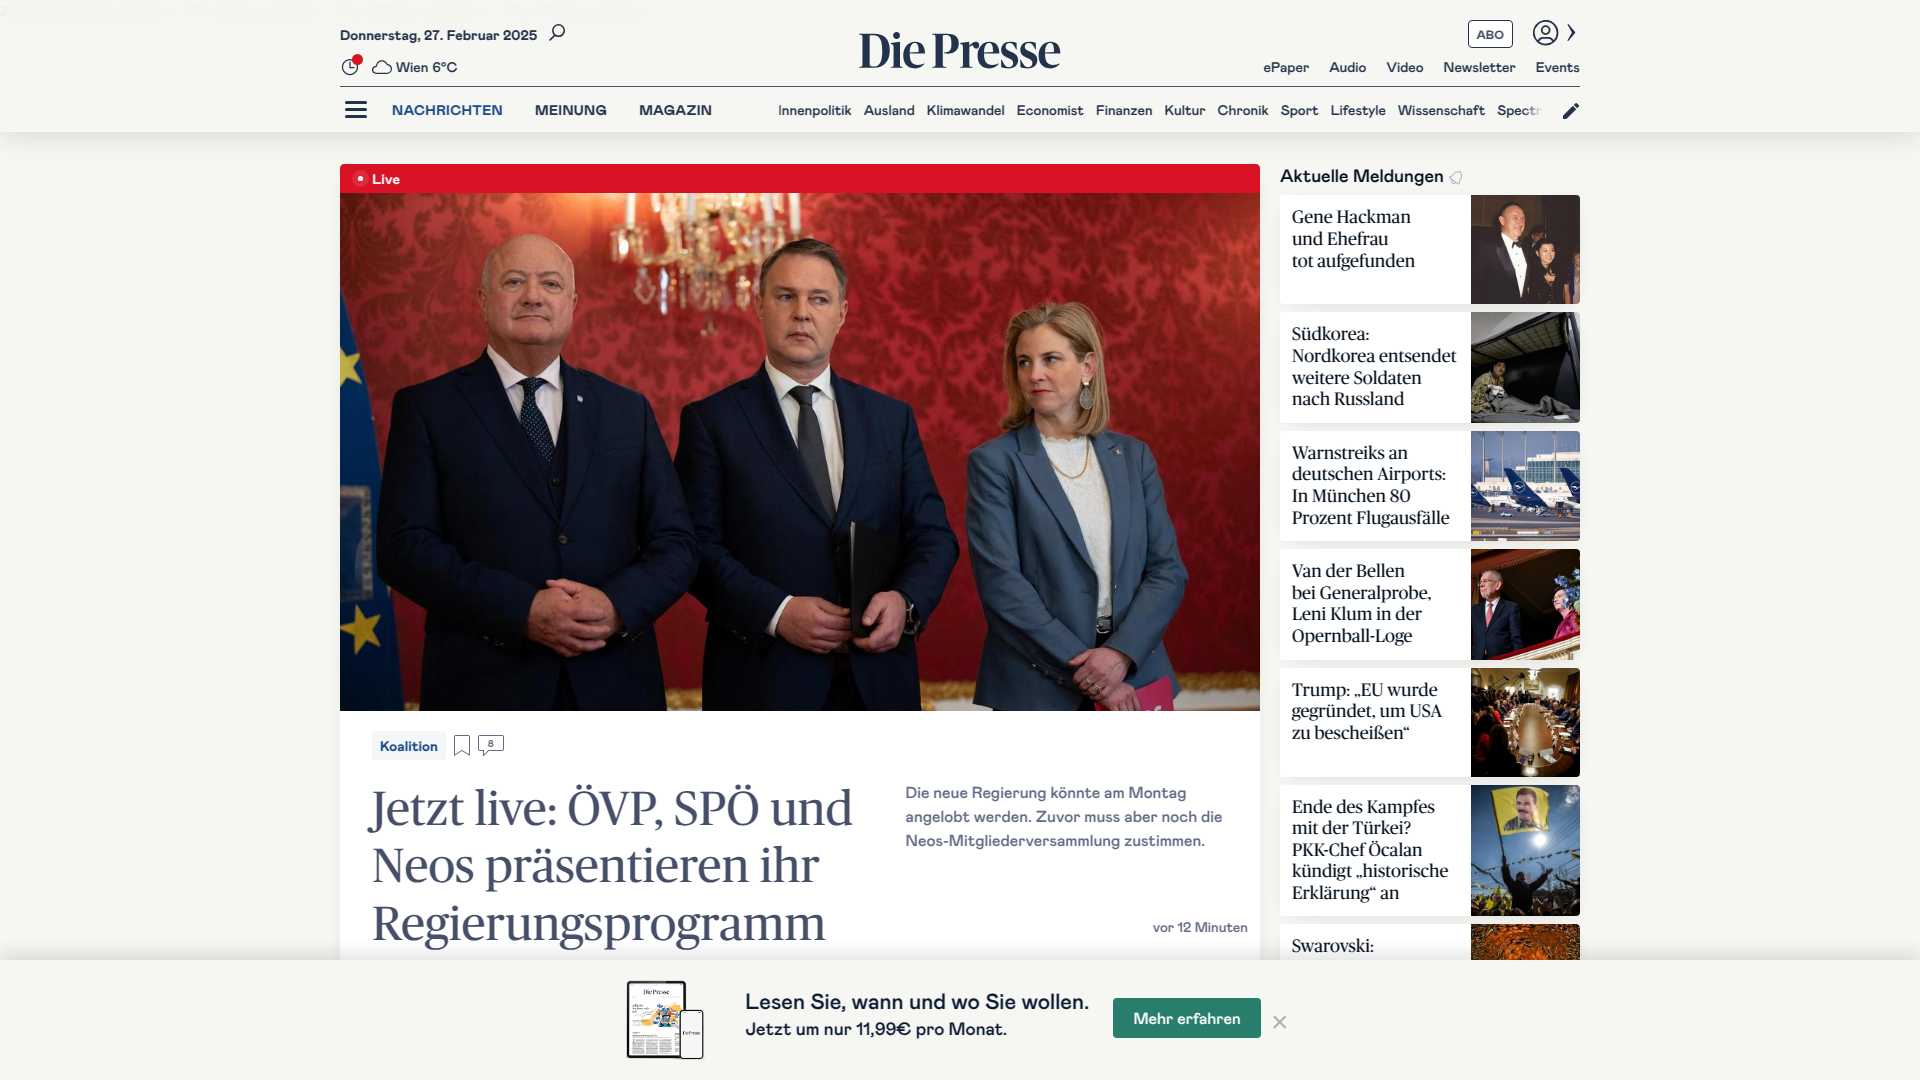 Donnerstag, 27. Februar 2025
Wien 6°C
Die Presse
ABO
ePaper Audio Video Newsletter Events
NACHRICHTEN MEINUNG MAGAZIN
Innenpolitik Ausland Klimawandel Economist Finanzen Kultur Chronik Sport Lifestyle Wissenschaft
Live
Koalition
8
Jetzt live: ÖVP, SPÖ und
Neos präsentieren ihr
Regierungsprogramm
Die neue Regierung könnte am Montag
angelobt werden. Zuvor muss aber noch die
Neos-Mitgliederversammlung zustimmen.
vor 12 Minuten
Aktuelle Meldungen
Gene Hackman
und Ehefrau
tot aufgefunden
Südkorea:
Nordkorea entsendet
weitere Soldaten
nach Russland
Warnstreiks an
deutschen Airports:
In München 80
Prozent Flugausfälle
Van der Bellen
bei Generalprobe,
Leni Klum in der
Opernball-Loge
Trump: „EU wurde
gegründet, um USA
zu bescheißen“
Ende des Kampfes
mit der Türkei?
PKK-Chef Öcalan
kündigt „historische
Erklärung“ an
Swarovski:
Die Presse
Die Presse
Lesen Sie, wann und wo Sie wollen.
Jetzt um nur 11,99€ pro Monat.
Mehr erfahren